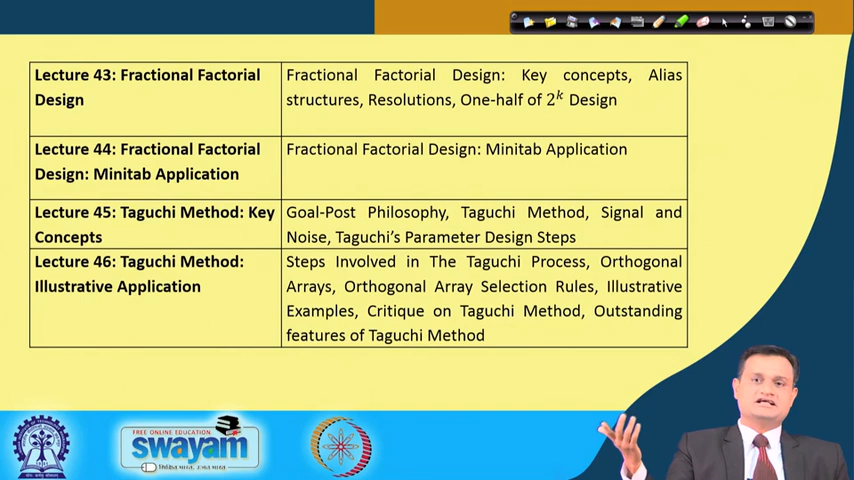 Lecture 43: Fractional Factorial
Design
Fractional Factorial Design: Key concepts, Alias
structures, Resolutions, One-half of 2^k Design
Lecture 44: Fractional Factorial
Design: Minitab Application
Fractional Factorial Design: Minitab Application
Lecture 45: Taguchi Method: Key
Concepts
Goal-Post Philosophy, Taguchi Method, Signal and
Noise, Taguchi's Parameter Design Steps
Lecture 46: Taguchi Method:
Illustrative Application
Steps Involved in The Taguchi Process, Orthogonal
Arrays, Orthogonal Array Selection Rules, Illustrative
Examples, Critique on Taguchi Method, Outstanding
features of Taguchi Method
FREE ONLINE EDUCATION
swayam